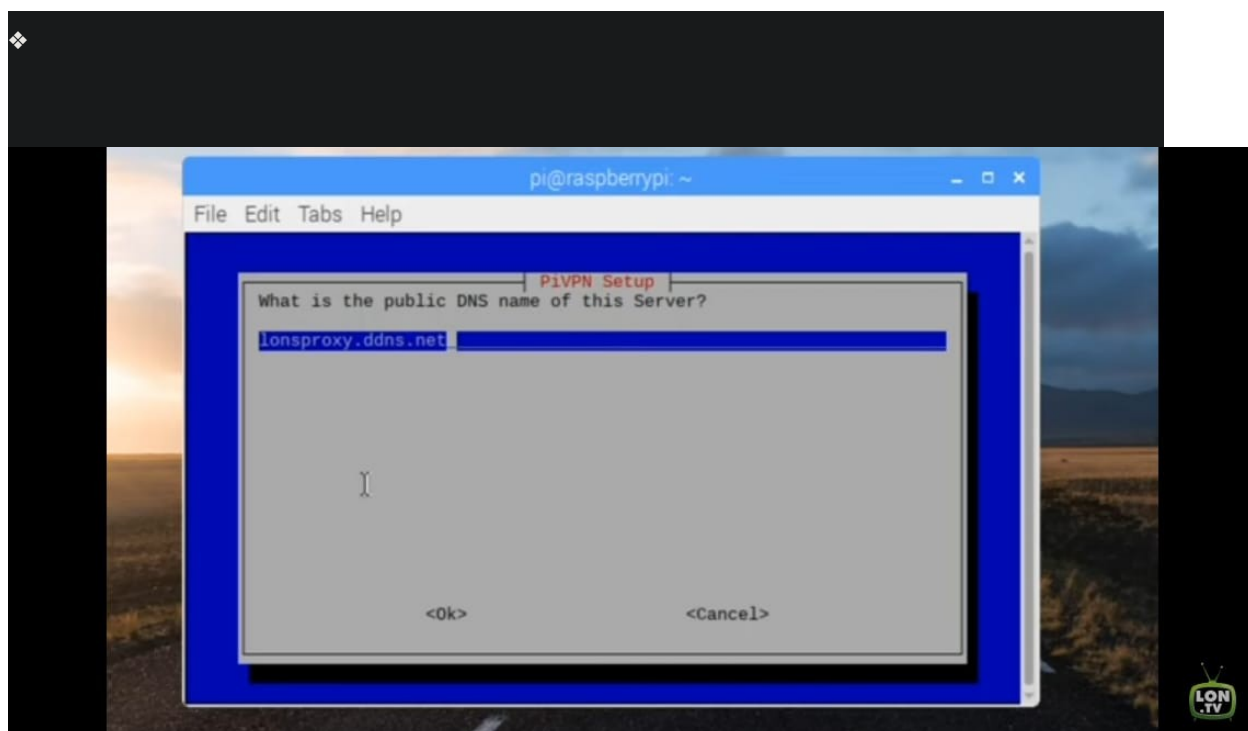 pi@raspberrypi: ~
File Edit Tabs Help
PiVPN Setup
What is the public DNS name of this Server?
lonsproxy.ddns.net
<Ok> <Cancel>
LON
.TV